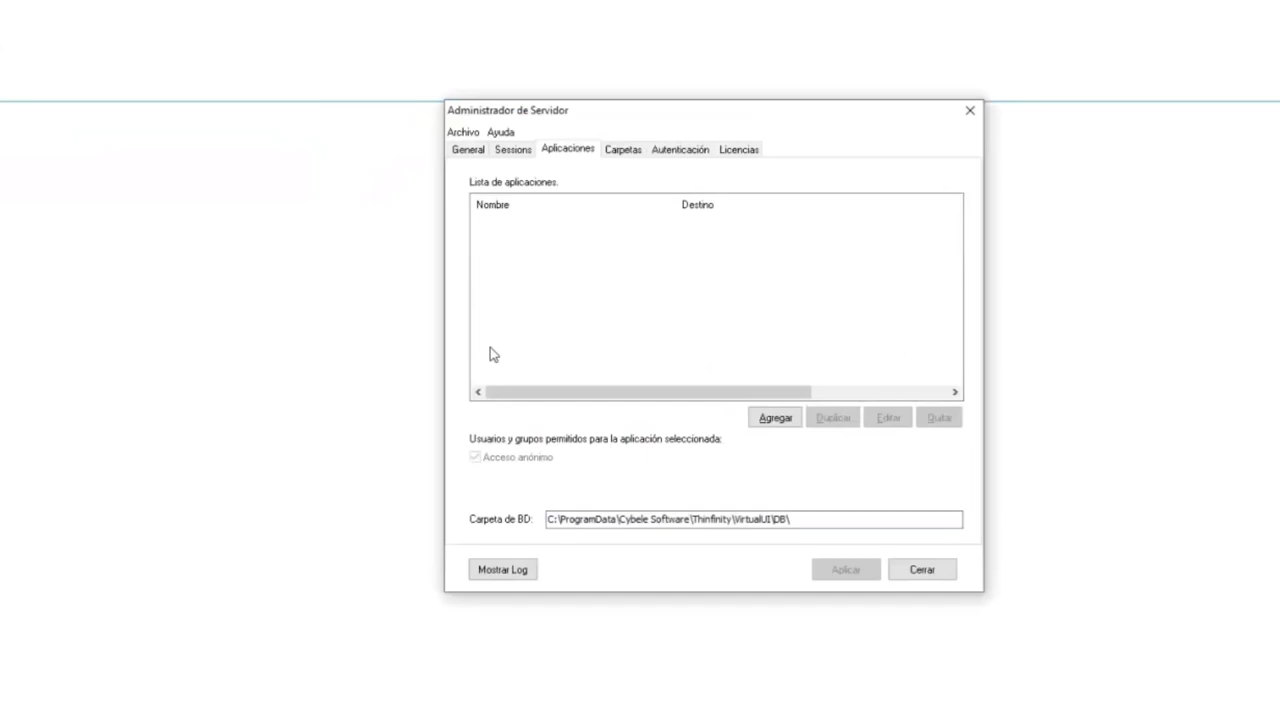 Administrador de Servidor
Archivo Ayuda
General Sessions Aplicaciones Carpetas Autenticación Licencias
Lista de aplicaciones.
Nombre Destino
Agregar Duplicar Editar Quitar
Usuarios y grupos permitidos para la aplicación seleccionada:
Acceso anónimo
Carpeta de BD: C:\ProgramData\Cybele Software\Thinfinity\VirtualUI\DB\
Mostrar Log Aplicar Cerrar